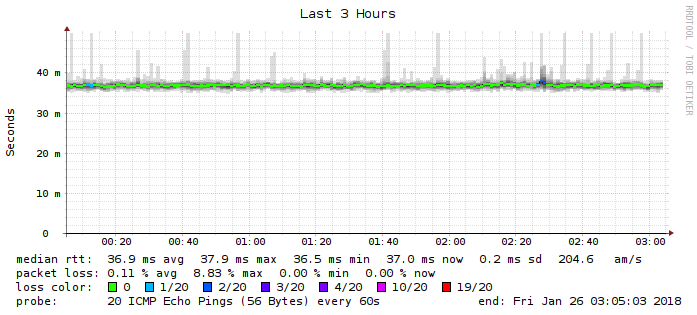 Last 3 Hours
RRDTOOL / TOBI OETIKER
Seconds
40 m
30 m
20 m
10 m
0
00:20 00:40 01:00 01:20 01:40 02:00 02:20 02:40 03:00
median rtt: 36.9 ms avg 37.9 ms max 36.5 ms min 37.0 ms now 0.2 ms sd 204.6 am/s
packet loss: 0.11 % avg 8.83 % max 0.00 % min 0.00 % now
loss color: 0 1/20 2/20 3/20 4/20 10/20 19/20
probe: 20 ICMP Echo Pings (56 Bytes) every 60s end: Fri Jan 26 03:05:03 2018